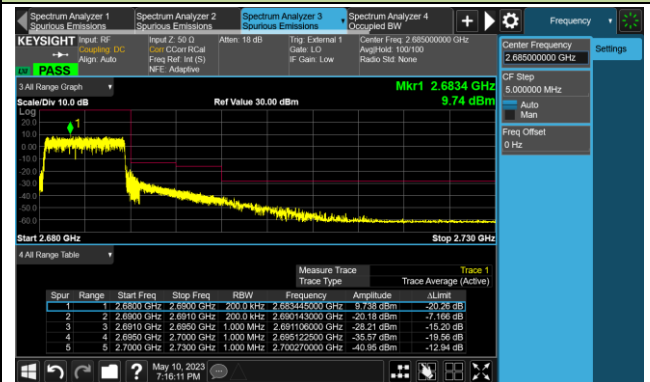 Spectrum Analyzer 1
Spurious Emissions
Spectrum Analyzer 2
Spurious Emissions
Spectrum Analyzer 3
Spurious Emissions
Spectrum Analyzer 4
Occupied BW
Frequency
KEYSIGHT
Input: RF
Coupling: DC
Align: Auto
Input Z: 50 Ω
Corr CCorr RCal
Freq Ref: Int (S)
NFE: Adaptive
Atten: 18 dB
Trig: External 1
Gate: LO
IF Gain: Low
Center Freq: 2.685000000 GHz
Avg|Hold: 100/100
Radio Std: None
PASS
Center Frequency
2.685000000 GHz
Settings
CF Step
5.000000 MHz
Auto
Man
Freq Offset
0 Hz
3 All Range Graph
Mkr1 2.6834 GHz
Scale/Div 10.0 dB
Ref Value 30.00 dBm
9.74 dBm
Log
20.0
10.0
0.00
-10.0
-20.0
-30.0
-40.0
-50.0
-60.0
1
Start 2.680 GHz
Stop 2.730 GHz
4 All Range Table
Measure Trace Trace 1
Trace Type Trace Average (Active)
Spur Range Start Freq Stop Freq RBW Frequency Amplitude ΔLimit
1 1 2.6800 GHz 2.6900 GHz 200.0 kHz 2.683445000 GHz 9.738 dBm -20.26 dB
2 2 2.6900 GHz 2.6910 GHz 200.0 kHz 2.690143000 GHz -20.18 dBm -7.166 dB
3 3 2.6910 GHz 2.6950 GHz 1.000 MHz 2.691106000 GHz -28.21 dBm -15.20 dB
4 4 2.6950 GHz 2.7000 GHz 1.000 MHz 2.695122500 GHz -35.57 dBm -19.56 dB
5 5 2.7000 GHz 2.7300 GHz 1.000 MHz 2.700270000 GHz -40.95 dBm -12.94 dB
May 10, 2023
7:16:11 PM